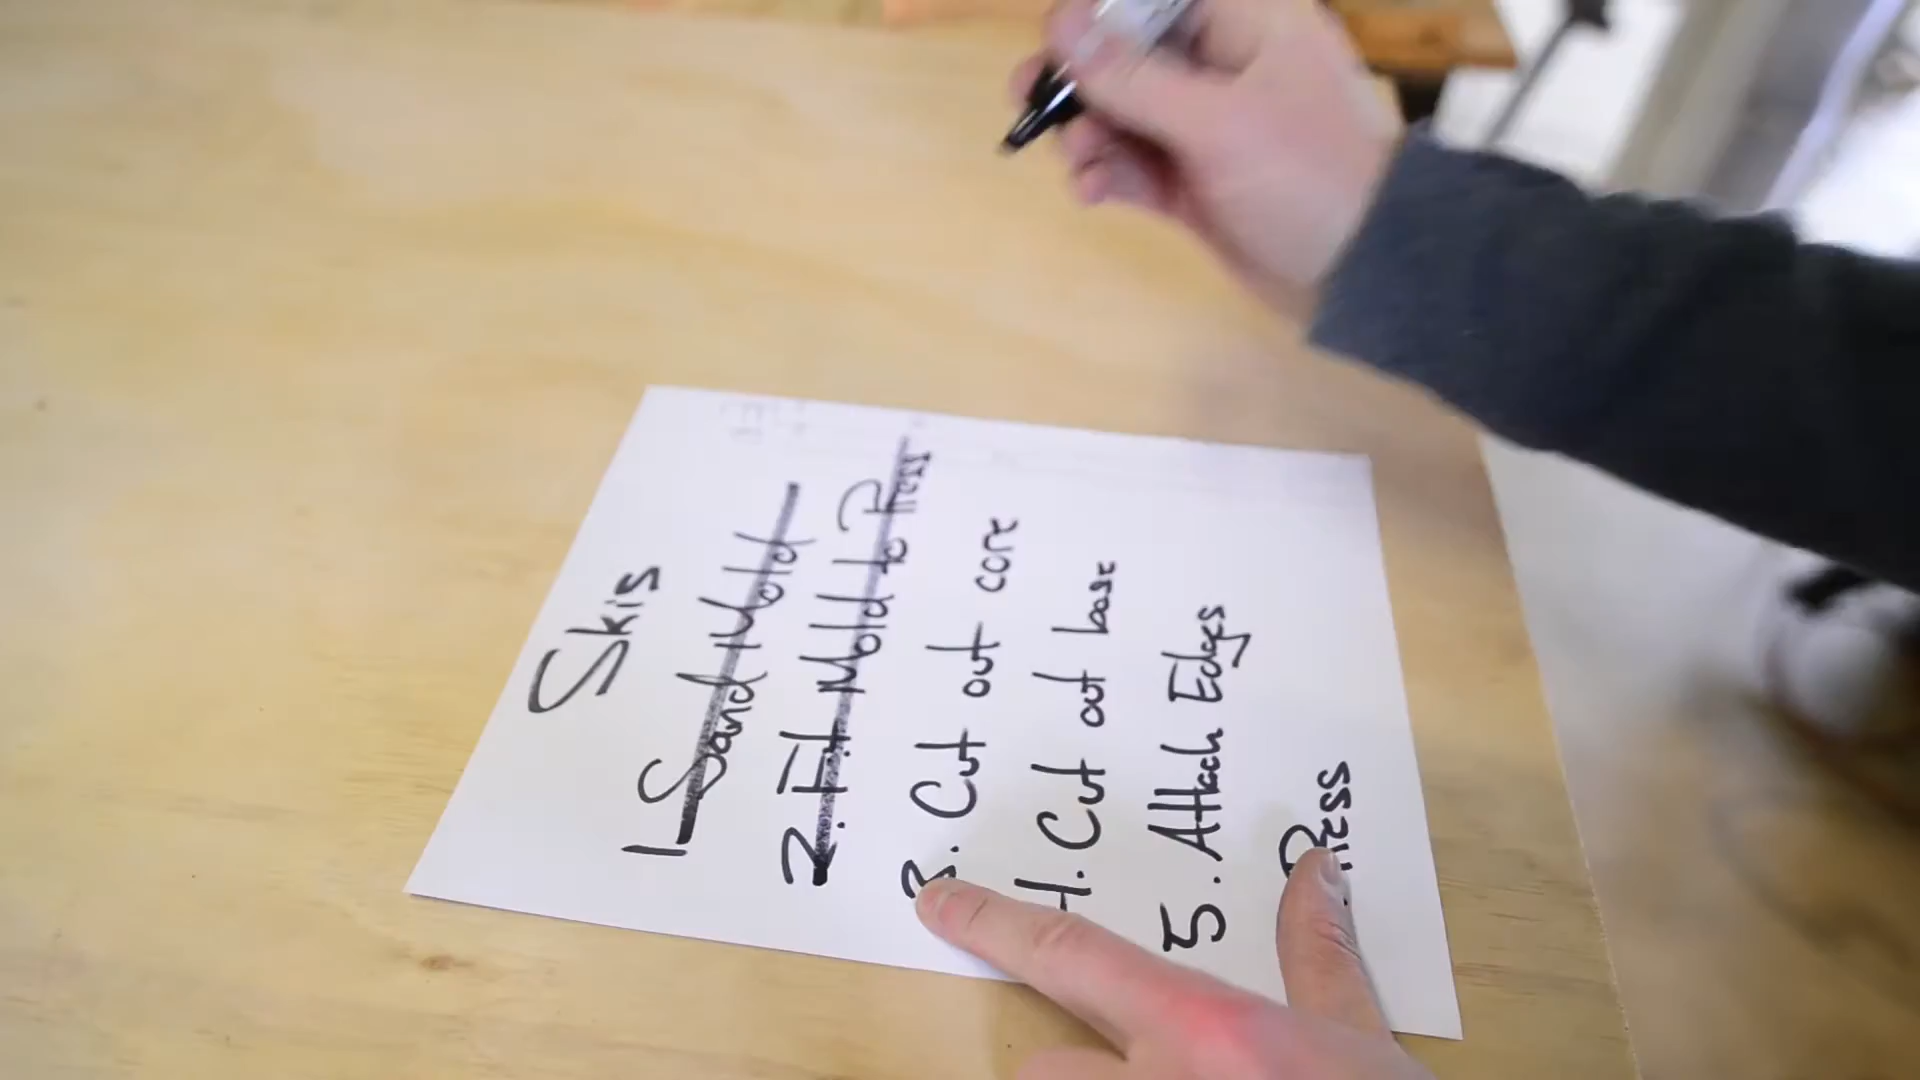 Skis
1. Sand Mold
2. Fit Mold to Press
3. Cut out core
4. Cut out base
5. Attach Edges
Press